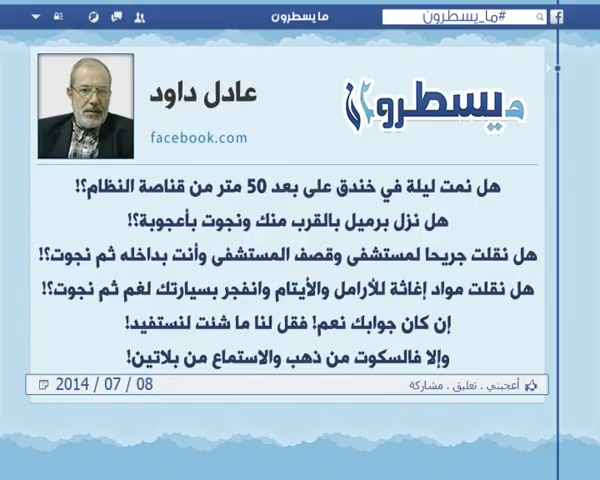 ما يسطرون
#ما_يسطرون
ما يسطرون
عادل داود
facebook.com
هل نمت ليلة في خندق على بعد 50 متر من قناصة النظام؟!
هل نزل برميل بالقرب منك ونجوت بأعجوبة؟!
هل نقلت جريحا لمستشفى وقصف المستشفى وأنت بداخله ثم نجوت؟!
هل نقلت مواد إغاثة للأرامل والأيتام وانفجر بسيارتك لغم ثم نجوت؟!
إن كان جوابك نعم! فقل لنا ما شئت لنستفيد!
وإلا فالسكوت من ذهب والاستماع من بلاتين!
أعجبني . تعليق . مشاركة
2014 / 07 / 08